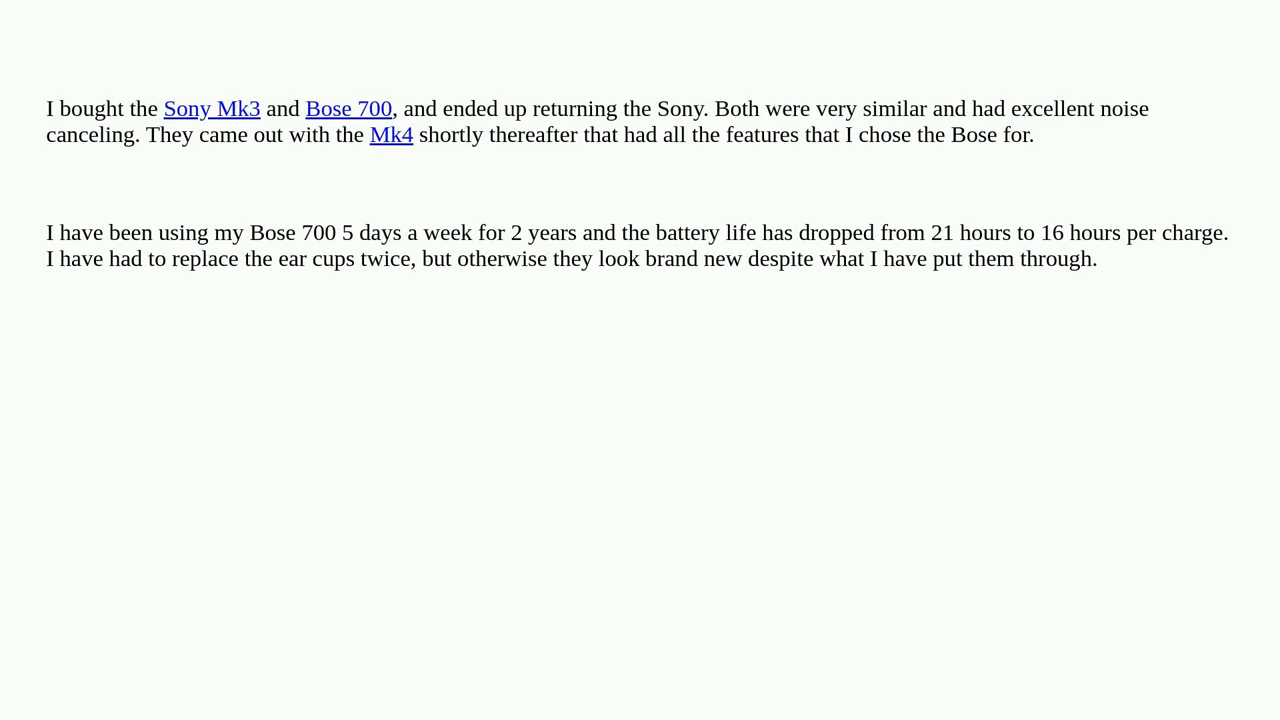 I bought the Sony Mk3 and Bose 700, and ended up returning the Sony. Both were very similar and had excellent noise
canceling. They came out with the Mk4 shortly thereafter that had all the features that I chose the Bose for.
I have been using my Bose 700 5 days a week for 2 years and the battery life has dropped from 21 hours to 16 hours per charge.
I have had to replace the ear cups twice, but otherwise they look brand new despite what I have put them through.